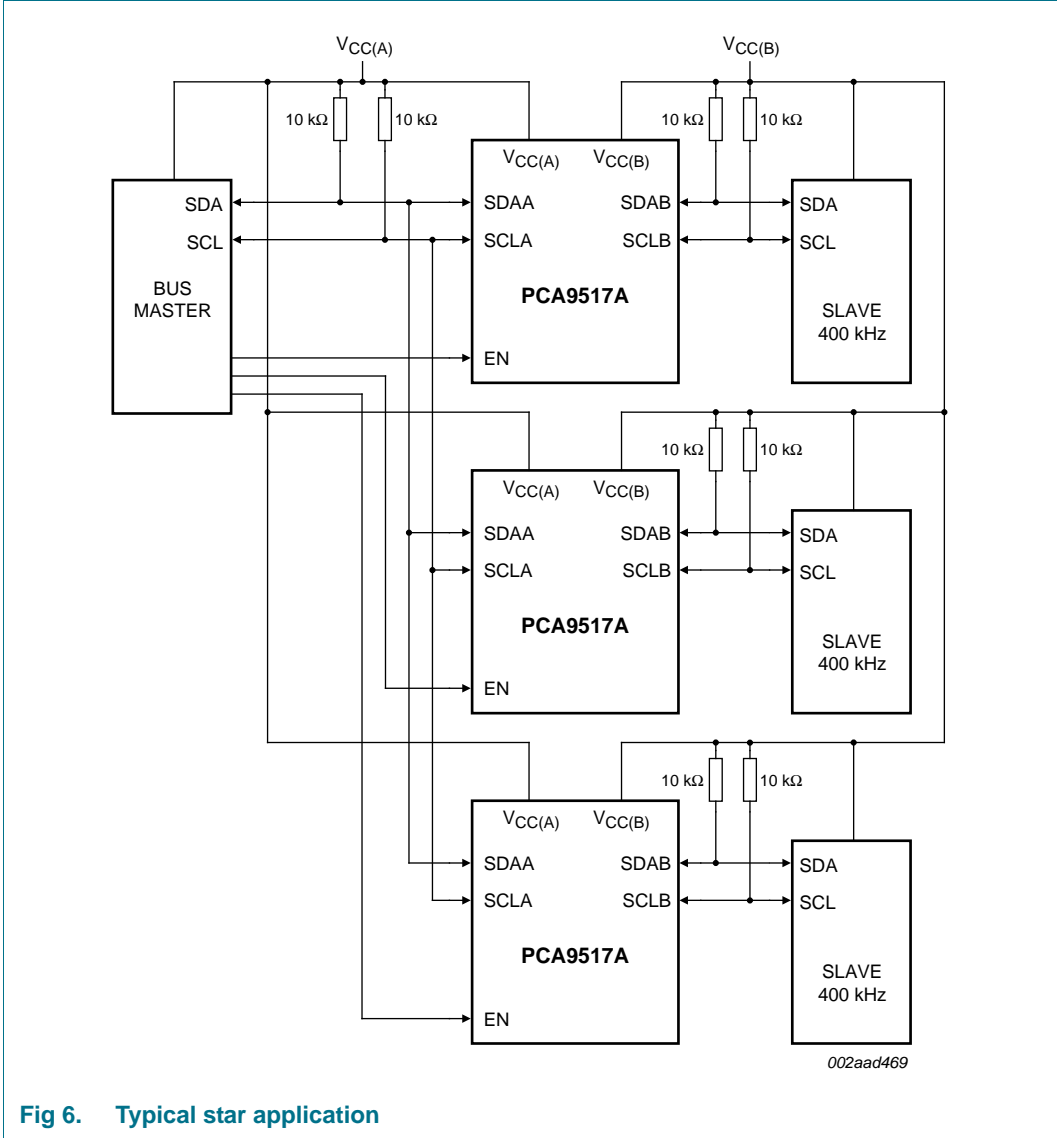 VCC(A)
VCC(B)
10 kΩ
10 kΩ
10 kΩ
10 kΩ
BUS
MASTER
SDA
SCL
VCC(A)
VCC(B)
SDAA
SDAB
SCLA
SCLB
PCA9517A
EN
SDA
SCL
SLAVE
400 kHz
10 kΩ
10 kΩ
VCC(A)
VCC(B)
SDAA
SDAB
SCLA
SCLB
PCA9517A
EN
SDA
SCL
SLAVE
400 kHz
10 kΩ
10 kΩ
VCC(A)
VCC(B)
SDAA
SDAB
SCLA
SCLB
PCA9517A
EN
SDA
SCL
SLAVE
400 kHz
002aad469
Fig 6. Typical star application